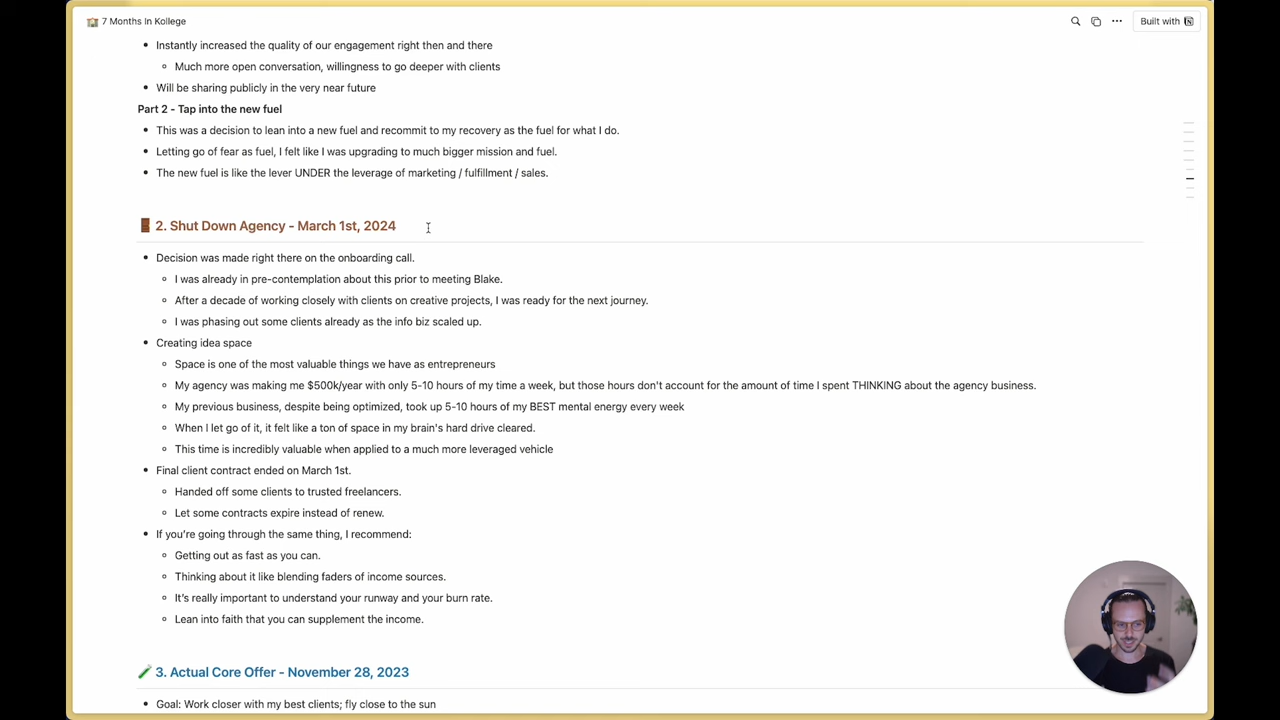 7 Months In Kollege
Built with
Instantly increased the quality of our engagement right then and there
Much more open conversation, willingness to go deeper with clients
Will be sharing publicly in the very near future
Part 2 - Tap into the new fuel
This was a decision to lean into a new fuel and recommit to my recovery as the fuel for what I do.
Letting go of fear as fuel, I felt like I was upgrading to much bigger mission and fuel.
The new fuel is like the lever UNDER the leverage of marketing / fulfillment / sales.
2. Shut Down Agency - March 1st, 2024
Decision was made right there on the onboarding call.
I was already in pre-contemplation about this prior to meeting Blake.
After a decade of working closely with clients on creative projects, I was ready for the next journey.
I was phasing out some clients already as the info biz scaled up.
Creating idea space
Space is one of the most valuable things we have as entrepreneurs
My agency was making me $500k/year with only 5-10 hours of my time a week, but those hours don't account for the amount of time I spent THINKING about the agency business.
My previous business, despite being optimized, took up 5-10 hours of my BEST mental energy every week
When I let go of it, it felt like a ton of space in my brain's hard drive cleared.
This time is incredibly valuable when applied to a much more leveraged vehicle
Final client contract ended on March 1st.
Handed off some clients to trusted freelancers.
Let some contracts expire instead of renew.
If you're going through the same thing, I recommend:
Getting out as fast as you can.
Thinking about it like blending faders of income sources.
It's really important to understand your runway and your burn rate.
Lean into faith that you can supplement the income.
3. Actual Core Offer - November 28, 2023
Goal: Work closer with my best clients; fly close to the sun